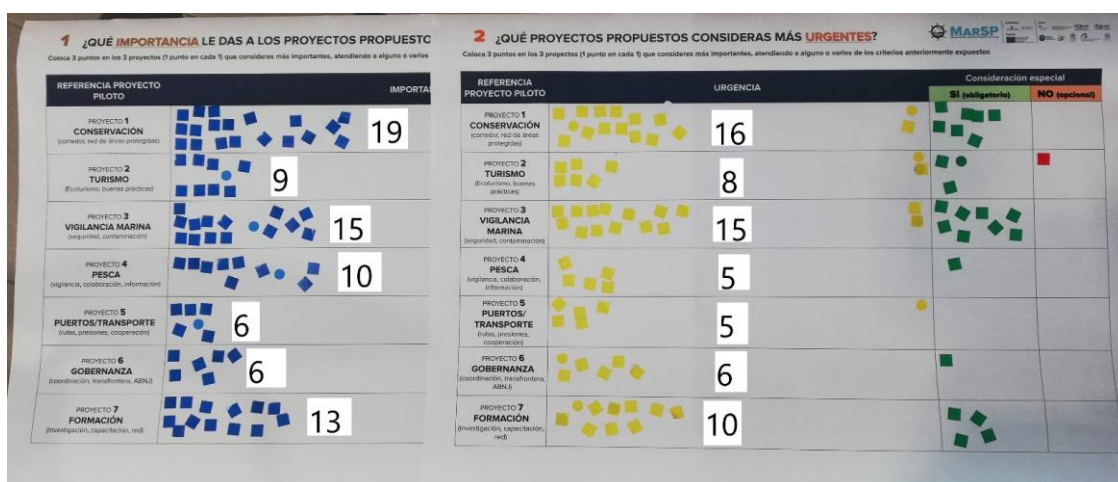 1 ¿QUÉ IMPORTANCIA LE DAS A LOS PROYECTOS PROPUESTO
Coloca 3 puntos en los 3 proyectos (1 punto en cada 1) que consideres más importantes, atendiendo a alguno o varios
REFERENCIA PROYECTO
PILOTO
IMPORTA
PROYECTO 1
CONSERVACIÓN
(corredor, red de áreas protegidas)
19
PROYECTO 2
TURISMO
(Ecoturismo, buenas prácticas)
9
PROYECTO 3
VIGILANCIA MARINA
(seguridad, contaminación)
15
PROYECTO 4
PESCA
(vigilancia, colaboración, información)
10
PROYECTO 5
PUERTOS/TRANSPORTE
(rutas, presiones, cooperación)
6
PROYECTO 6
GOBERNANZA
(coordinación, transfrontera, ABNJ)
6
PROYECTO 7
FORMACIÓN
(investigación, capacitación, red)
13
2 ¿QUÉ PROYECTOS PROPUESTOS CONSIDERAS MÁS URGENTES?
MARSP
Coloca 3 puntos en los 3 proyectos (1 punto en cada 1) que consideres más importantes, atendiendo a alguno o varios de los criterios anteriormente expuestos
REFERENCIA
PROYECTO PILOTO
URGENCIA
Consideración especial
SI (obligatorio)
NO (opcional)
PROYECTO 1
CONSERVACIÓN
(corredor, red de áreas
protegidas)
16
PROYECTO 2
TURISMO
(Ecoturismo, buenas
prácticas)
8
PROYECTO 3
VIGILANCIA
MARINA
(seguridad, contaminación)
15
PROYECTO 4
PESCA
(vigilancia, colaboración,
información)
5
PROYECTO 5
PUERTOS/
TRANSPORTE
(rutas, presiones,
cooperación)
5
PROYECTO 6
GOBERNANZA
(coordinación, transfrontera,
ABNJ)
6
PROYECTO 7
FORMACIÓN
(investigación, capacitación,
red)
10